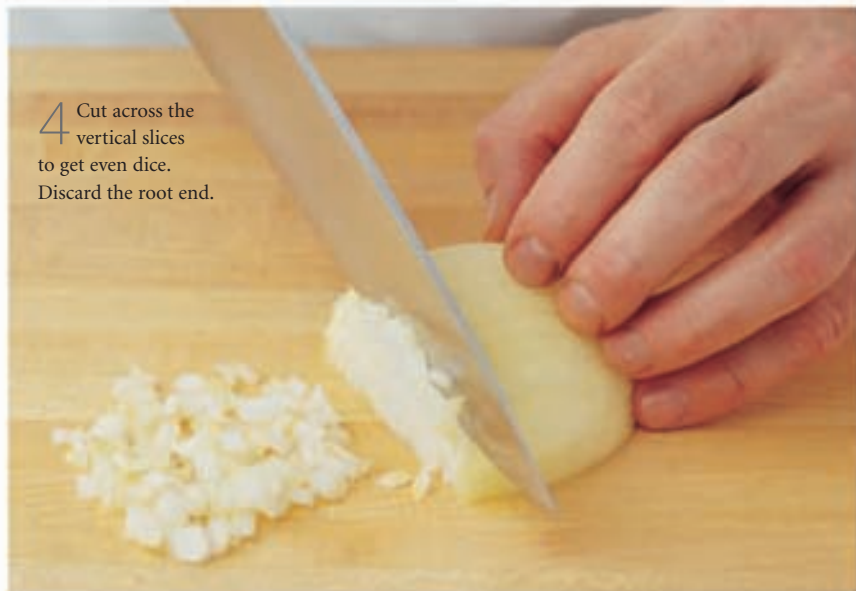 4 Cut across the
vertical slices
to get even dice.
Discard the root end.